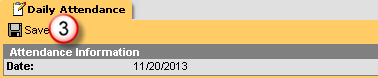 Daily Attendance
Save 3
Attendance Information
Date: 11/20/2013